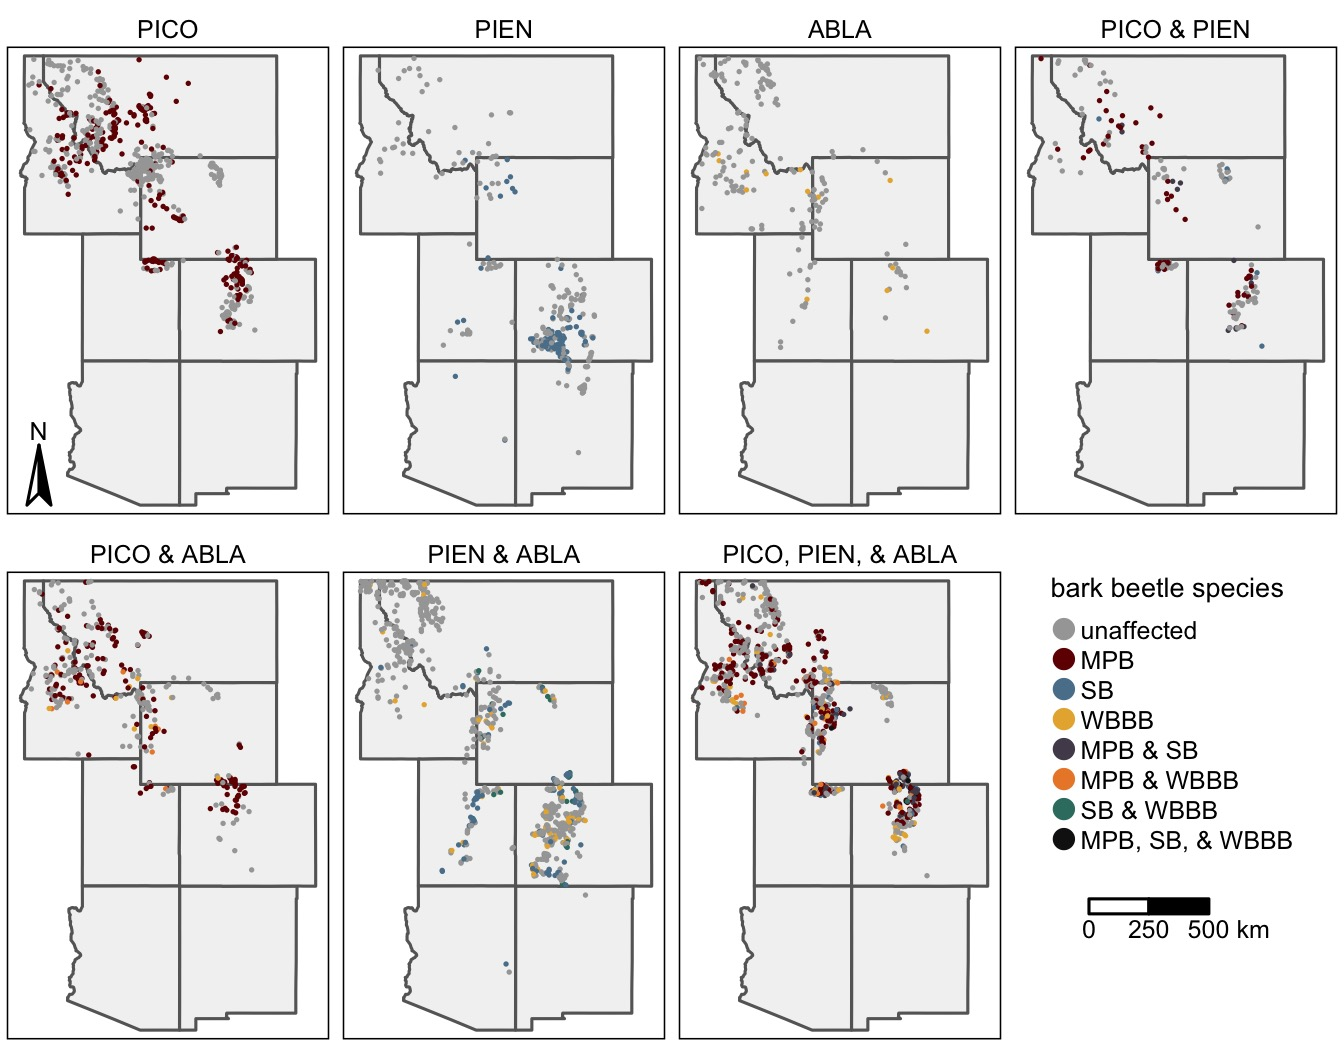 PICO
PIEN
ABLA
PICO & PIEN
N
PICO & ABLA
PIEN & ABLA
PICO, PIEN, & ABLA
bark beetle species
unaffected
MPB
SB
WBBB
MPB & SB
MPB & WBBB
SB & WBBB
MPB, SB, & WBBB
0 250 500 km